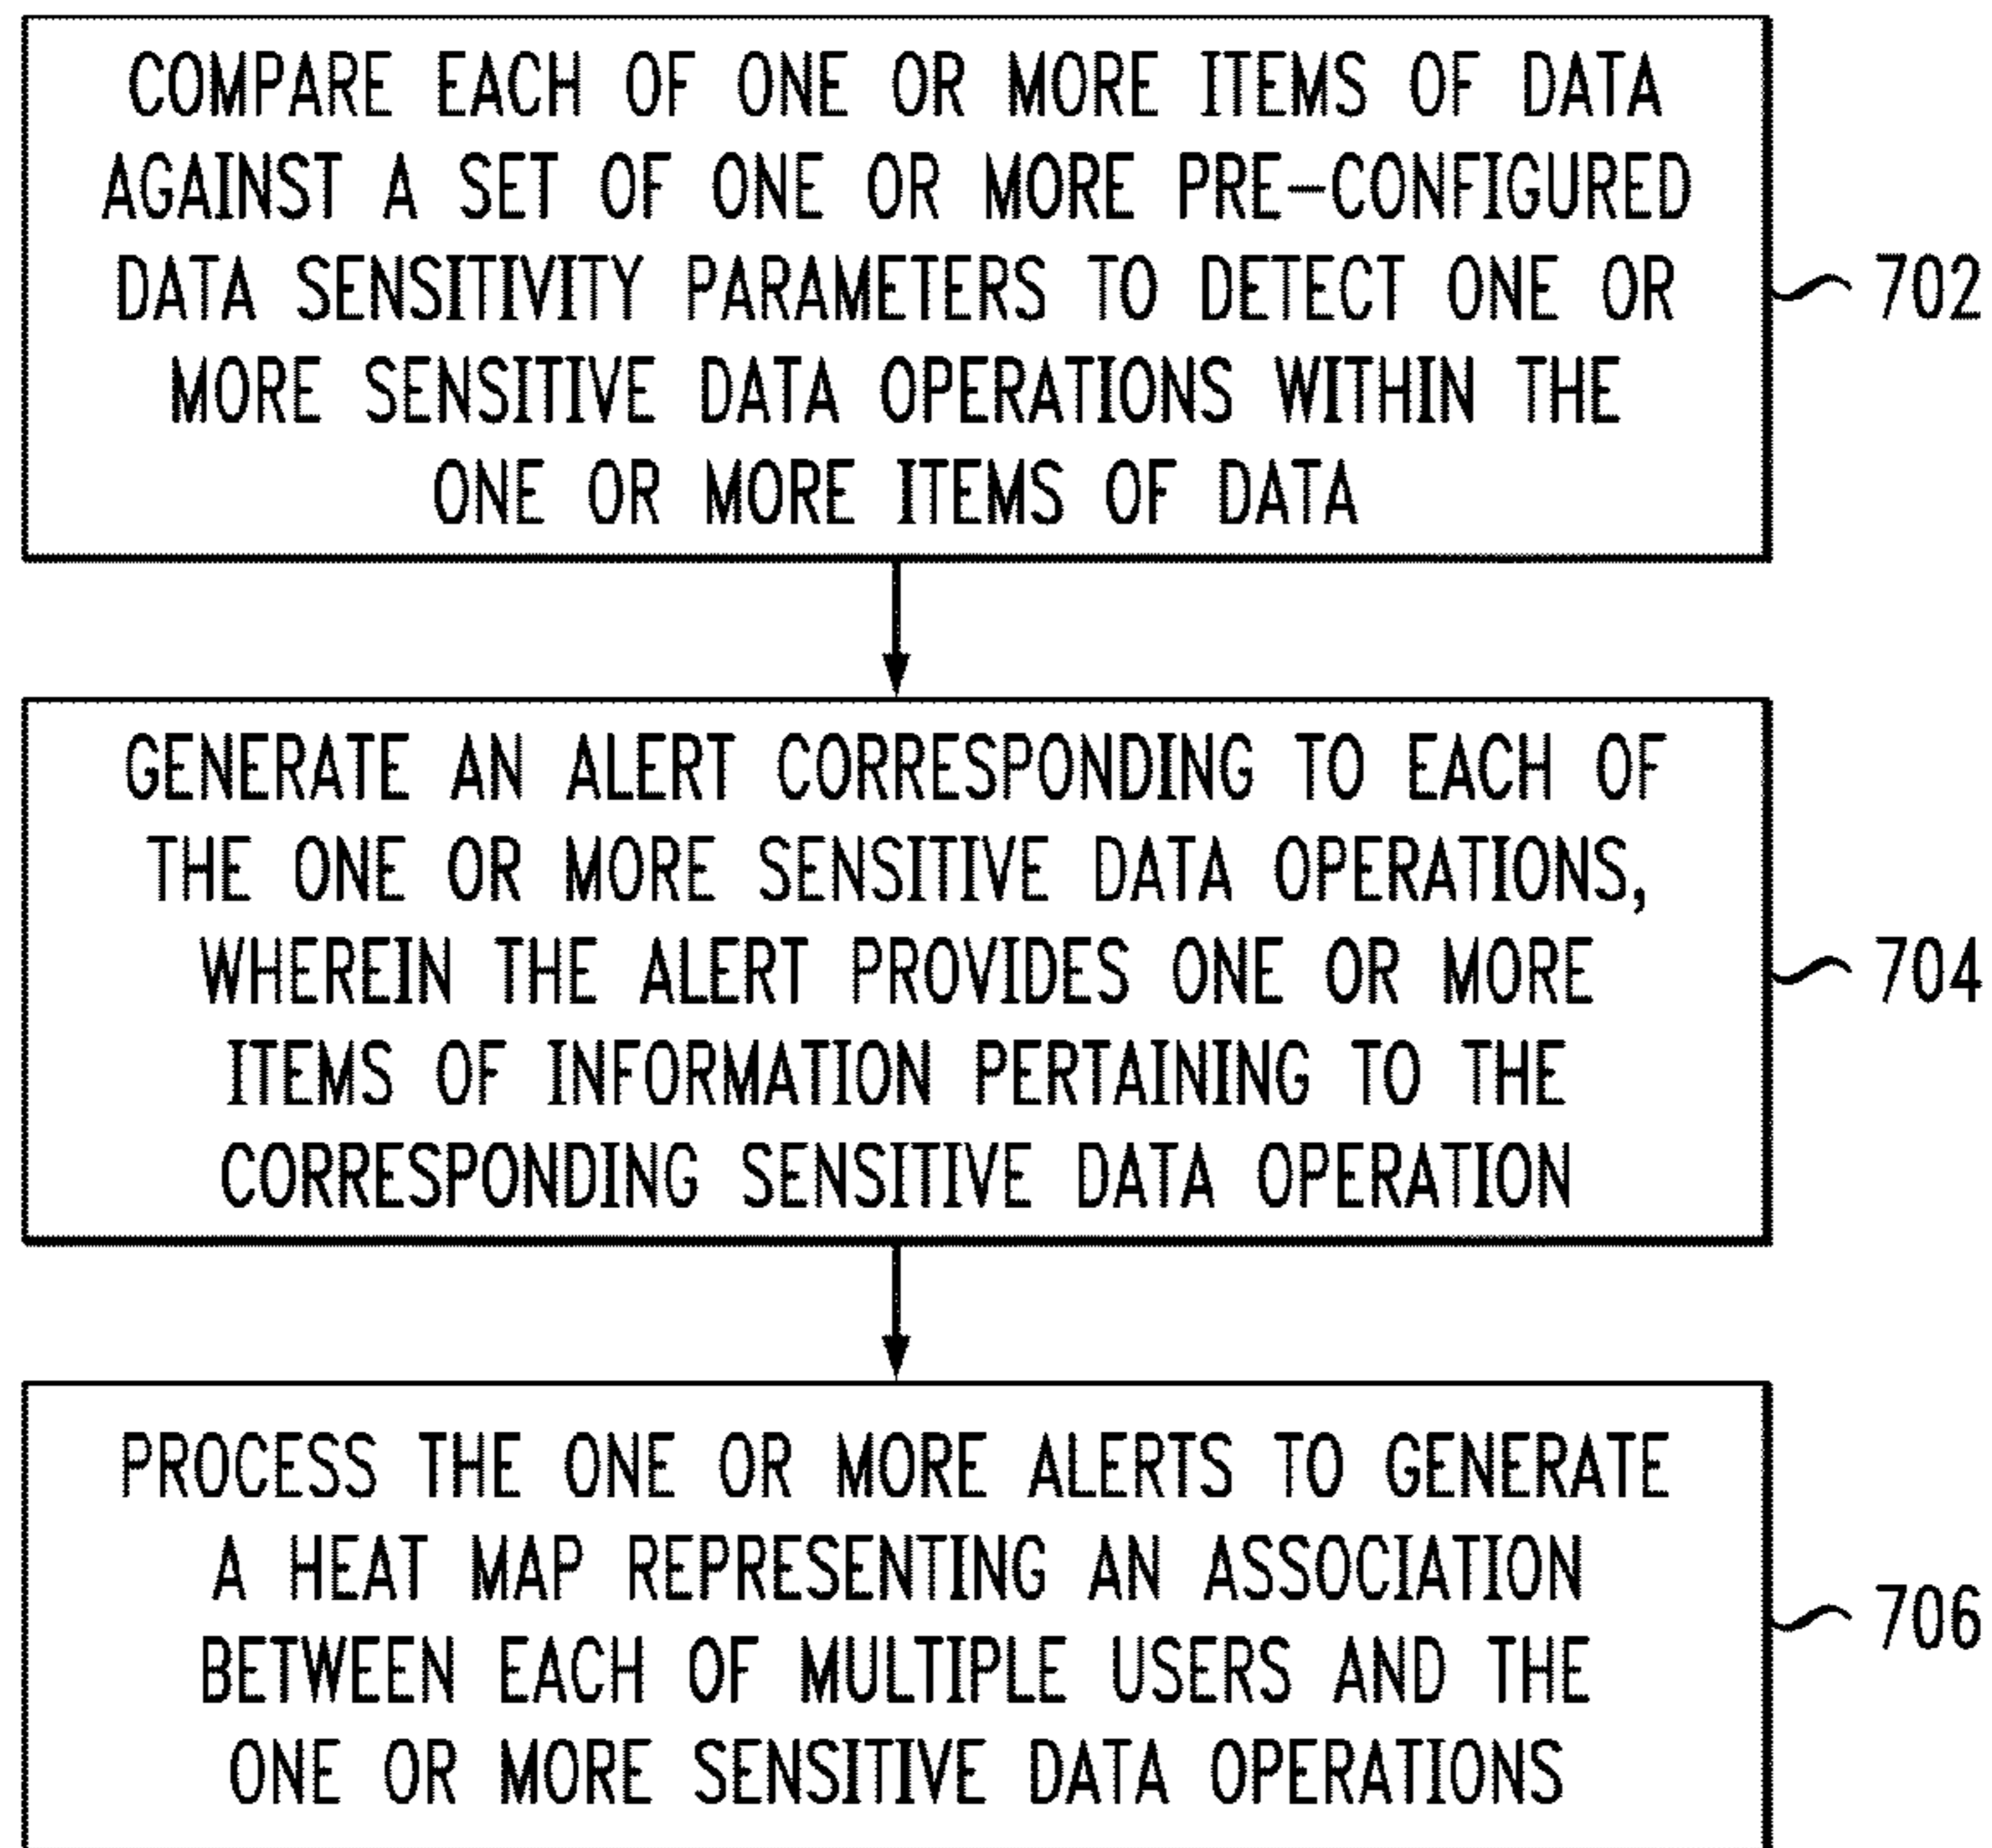 COMPARE EACH OF ONE OR MORE ITEMS OF DATA
AGAINST A SET OF ONE OR MORE PRE-CONFIGURED
DATA SENSITIVITY PARAMETERS TO DETECT ONE OR
MORE SENSITIVE DATA OPERATIONS WITHIN THE
ONE OR MORE ITEMS OF DATA
702
GENERATE AN ALERT CORRESPONDING TO EACH OF
THE ONE OR MORE SENSITIVE DATA OPERATIONS,
WHEREIN THE ALERT PROVIDES ONE OR MORE
ITEMS OF INFORMATION PERTAINING TO THE
CORRESPONDING SENSITIVE DATA OPERATION
704
PROCESS THE ONE OR MORE ALERTS TO GENERATE
A HEAT MAP REPRESENTING AN ASSOCIATION
BETWEEN EACH OF MULTIPLE USERS AND THE
ONE OR MORE SENSITIVE DATA OPERATIONS
706